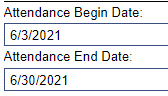 Attendance Begin Date:
6/3/2021
Attendance End Date:
6/30/2021